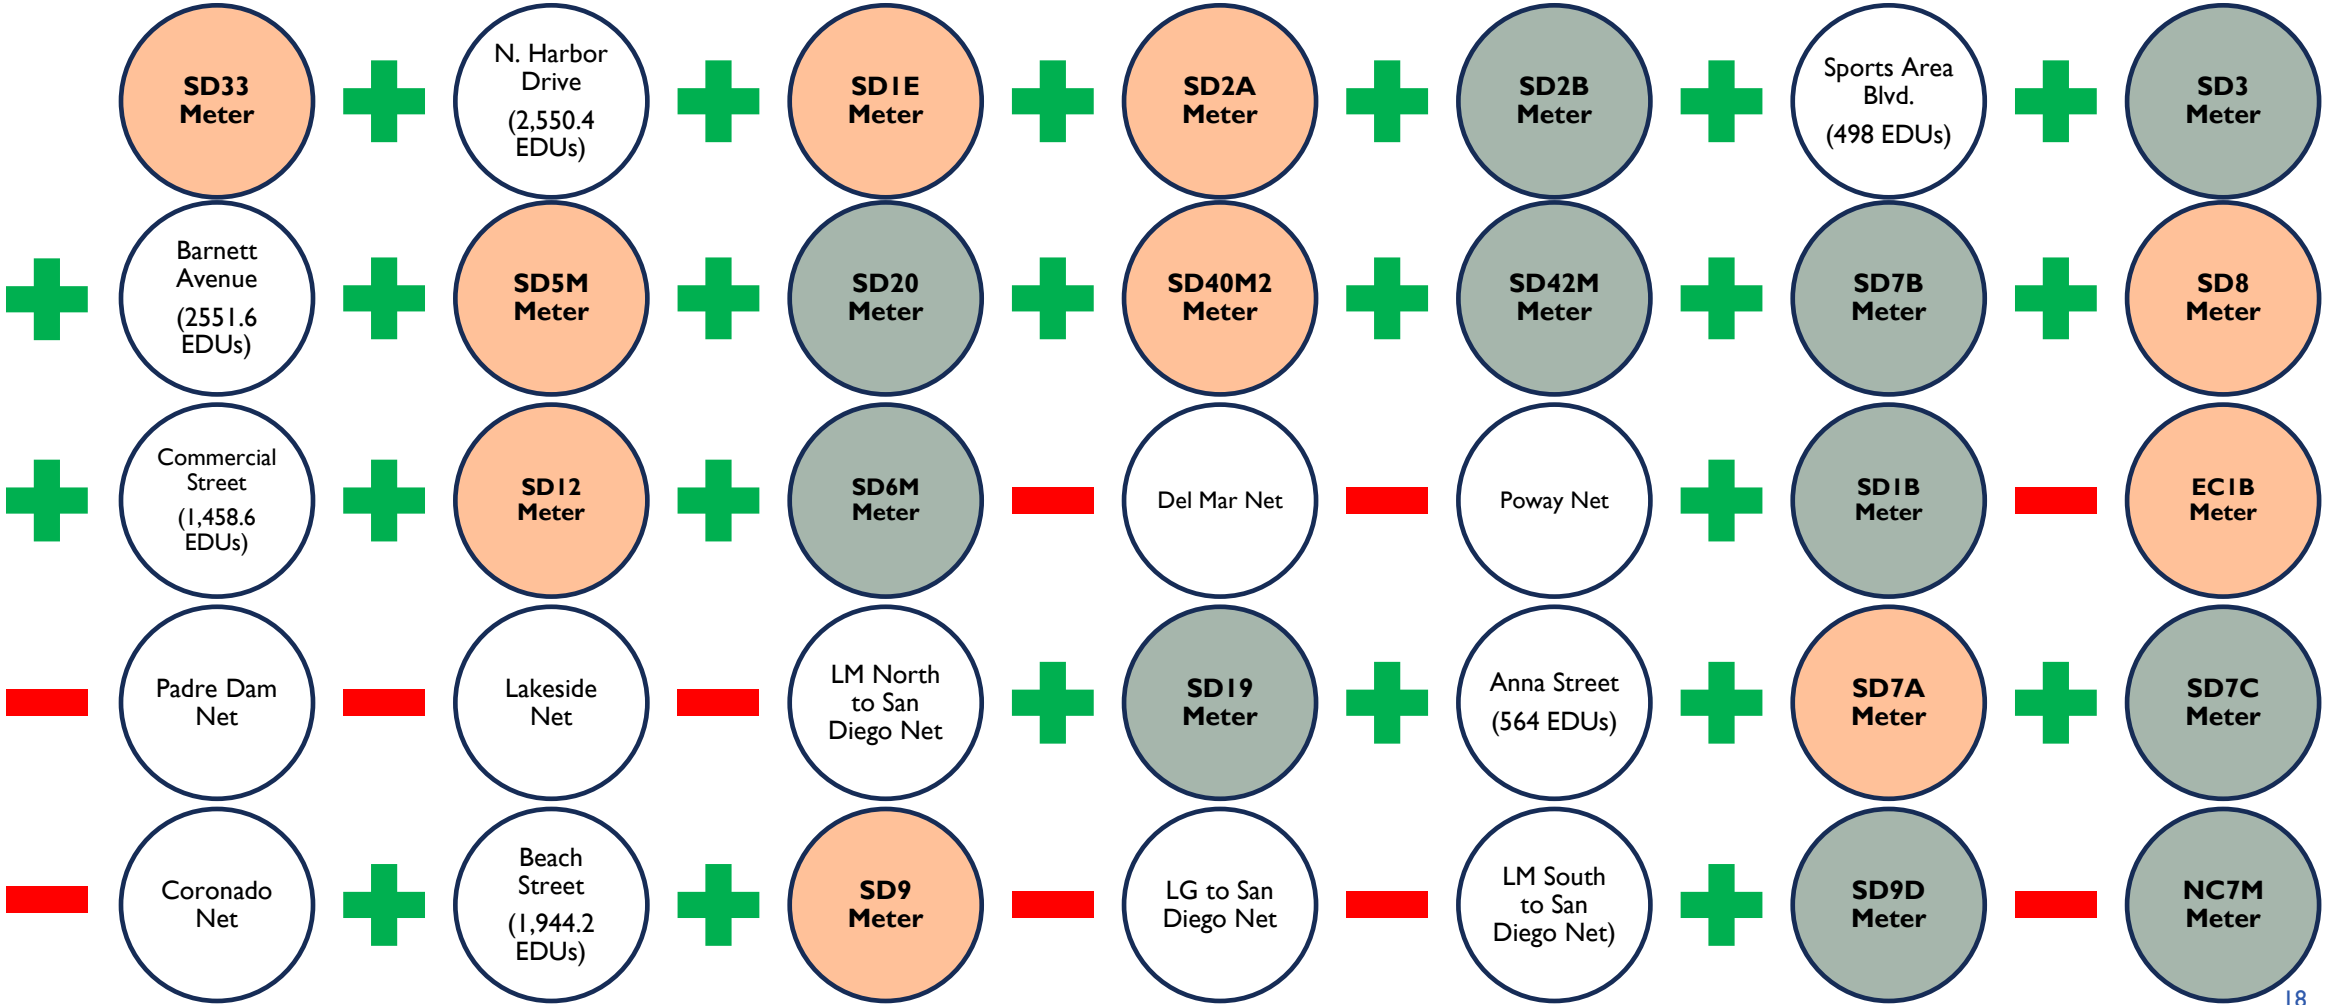 SD33
Meter
N. Harbor
Drive
(2,550.4
EDUs)
SD1E
Meter
SD2A
Meter
SD2B
Meter
Sports Area
Blvd.
(498 EDUs)
SD3
Meter
Barnett
Avenue
(2551.6
EDUs)
SD5M
Meter
SD20
Meter
SD40M2
Meter
SD42M
Meter
SD7B
Meter
SD8
Meter
Commercial
Street
(1,458.6
EDUs)
SD12
Meter
SD6M
Meter
Del Mar Net
Poway Net
SD1B
Meter
EC1B
Meter
Padre Dam
Net
Lakeside
Net
LM North
to San
Diego Net
SD19
Meter
Anna Street
(564 EDUs)
SD7A
Meter
SD7C
Meter
Coronado
Net
Beach
Street
(1,944.2
EDUs)
SD9
Meter
LG to San
Diego Net
LM South
to San
Diego Net)
SD9D
Meter
NC7M
Meter
18